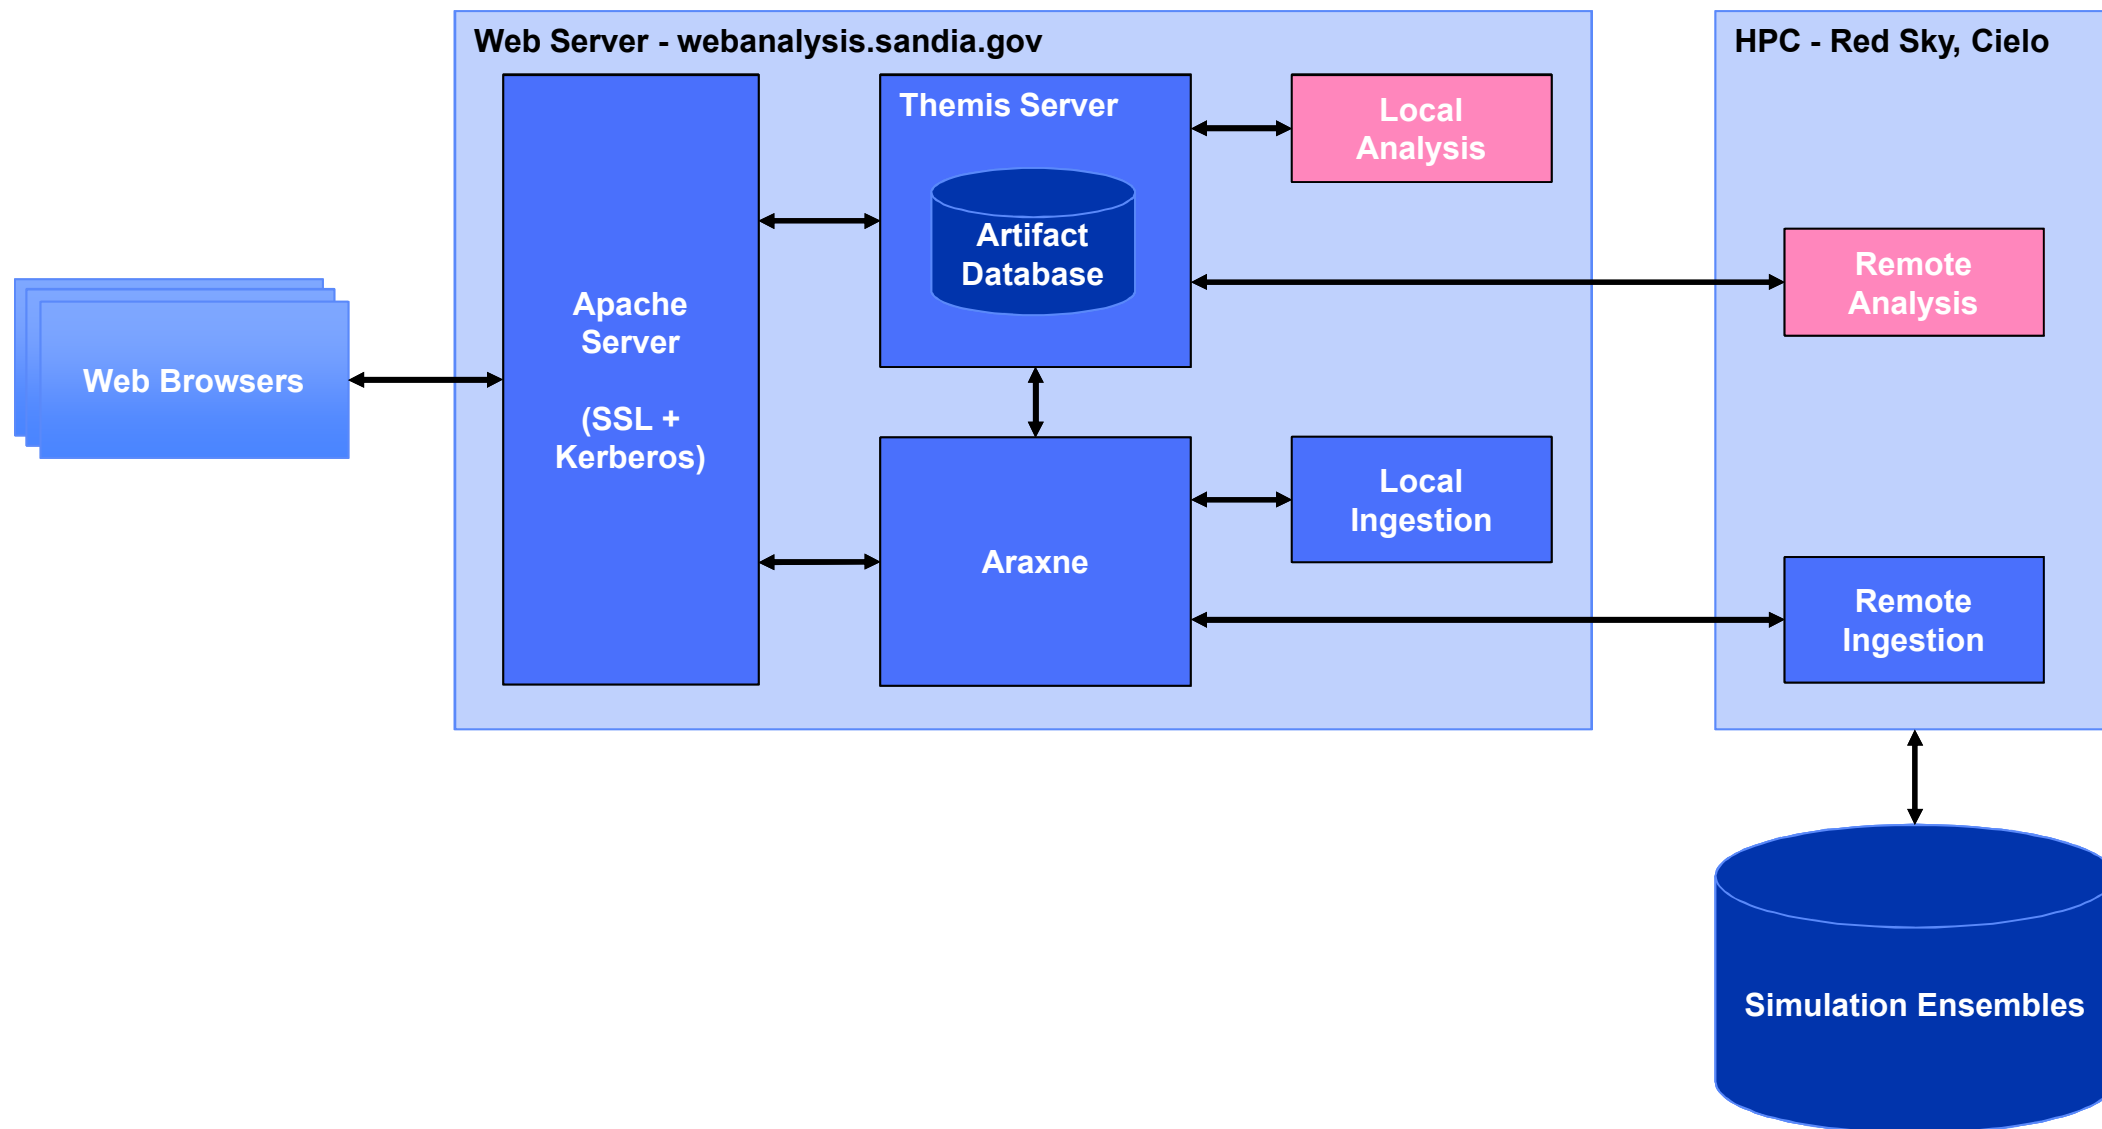 Web Server - webanalysis.sandia.gov
HPC - Red Sky, Cielo
Themis Server
Local
Analysis
Artifact
Database
Remote
Analysis
Apache
Server
(SSL +
Kerberos)
Web Browsers
Local
Ingestion
Araxne
Remote
Ingestion
Simulation Ensembles